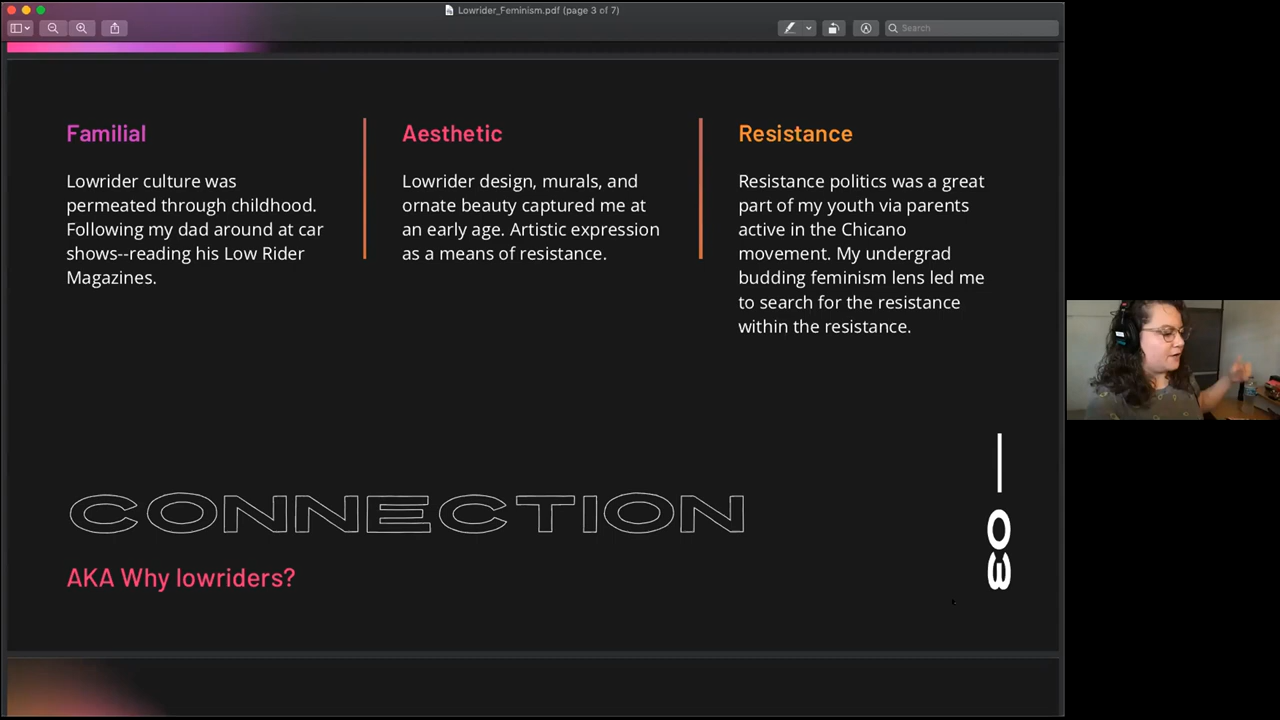 Lowrider_Feminism.pdf (page 3 of 7)
Search
Familial
Lowrider culture was
permeated through childhood.
Following my dad around at car
shows--reading his Low Rider
Magazines.
Aesthetic
Lowrider design, murals, and
ornate beauty captured me at
an early age. Artistic expression
as a means of resistance.
Resistance
Resistance politics was a great
part of my youth via parents
active in the Chicano
movement. My undergrad
budding feminism lens led me
to search for the resistance
within the resistance.
CONNECTION
AKA Why lowriders?
03